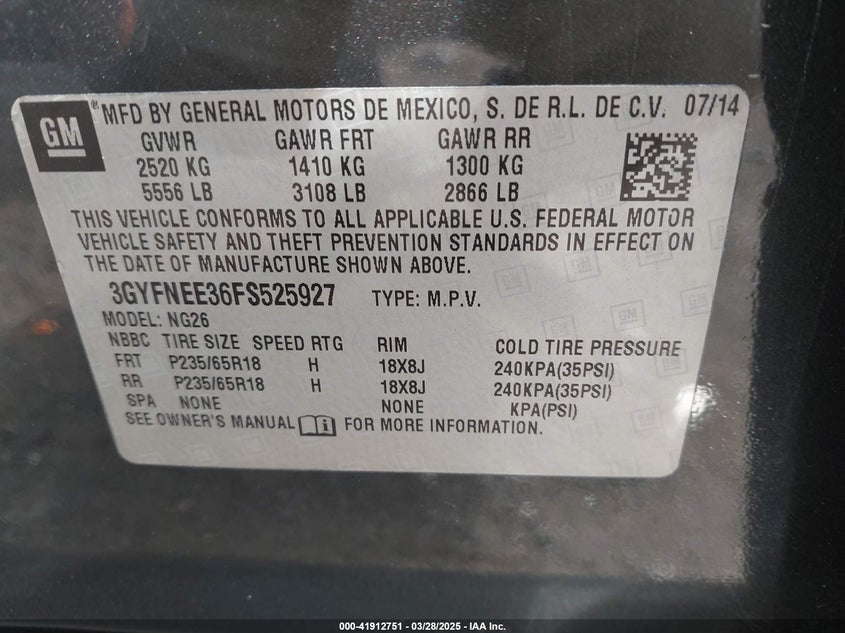 GM ® MFD BY GENERAL MOTORS DE MEXICO, S. DE R.L. DE C.V. 07/14
GVWR GAWR FRT GAWR RR
2520 KG 1410 KG 1300 KG
5556 LB 3108 LB 2866 LB
THIS VEHICLE CONFORMS TO ALL APPLICABLE U.S. FEDERAL MOTOR
VEHICLE SAFETY AND THEFT PREVENTION STANDARDS IN EFFECT ON
THE DATE OF MANUFACTURE SHOWN ABOVE.
3GYFNEE36FS525927 TYPE: M.P.V.
MODEL: NG26
NBBC TIRE SIZE SPEED RTG RIM COLD TIRE PRESSURE
FRT P235/65R18 H 18X8J 240KPA(35PSI)
RR P235/65R18 H 18X8J 240KPA(35PSI)
SPA NONE NONE KPA(PSI)
SEE OWNER'S MANUAL FOR MORE INFORMATION.
000-41912751 | 03/28/2025 - IAA Inc.